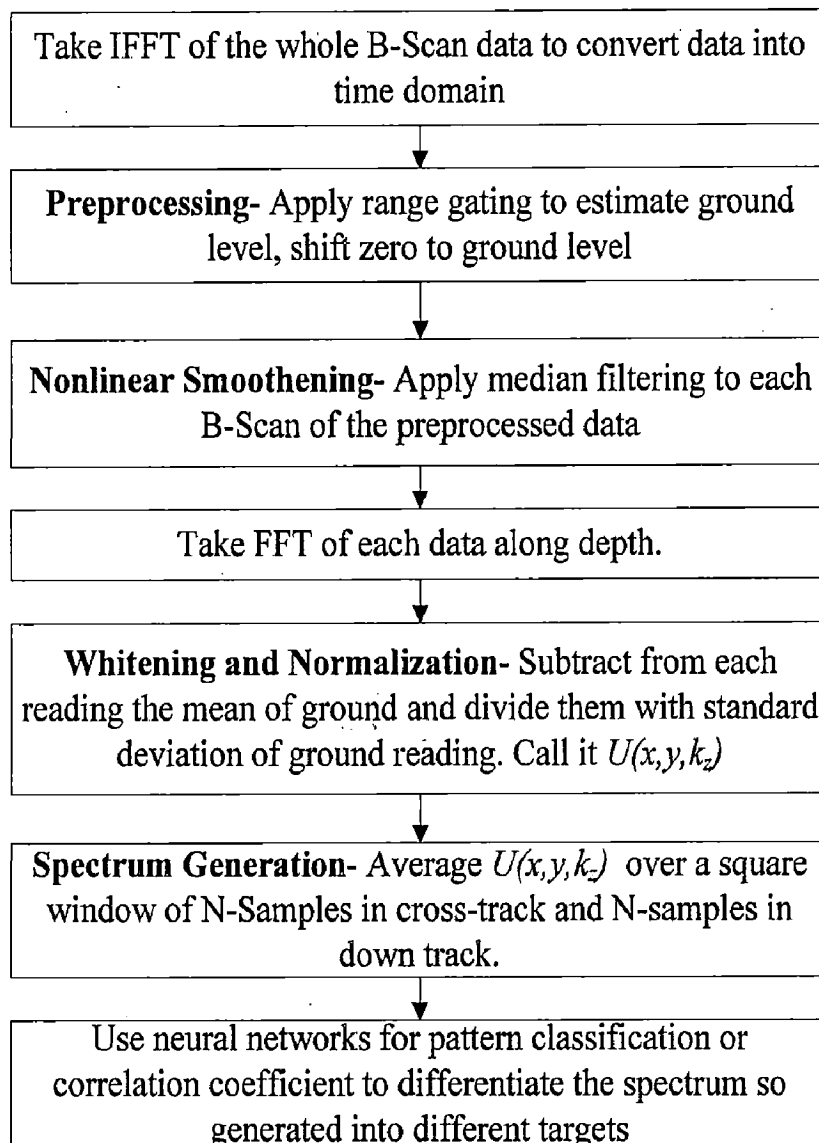 Take IFFT of the whole B-Scan data to convert data into
time domain
Preprocessing- Apply range gating to estimate ground
level, shift zero to ground level
Nonlinear Smoothening- Apply median filtering to each
B-Scan of the preprocessed data
Take FFT of each data along depth.
Whitening and Normalization- Subtract from each
reading the mean of ground and divide them with standard
deviation of ground reading. Call it U(x,y,k_z)
Spectrum Generation- Average U(x,y,k_z) over a square
window of N-Samples in cross-track and N-samples in
down track.
Use neural networks for pattern classification or
correlation coefficient to differentiate the spectrum so
generated into different targets